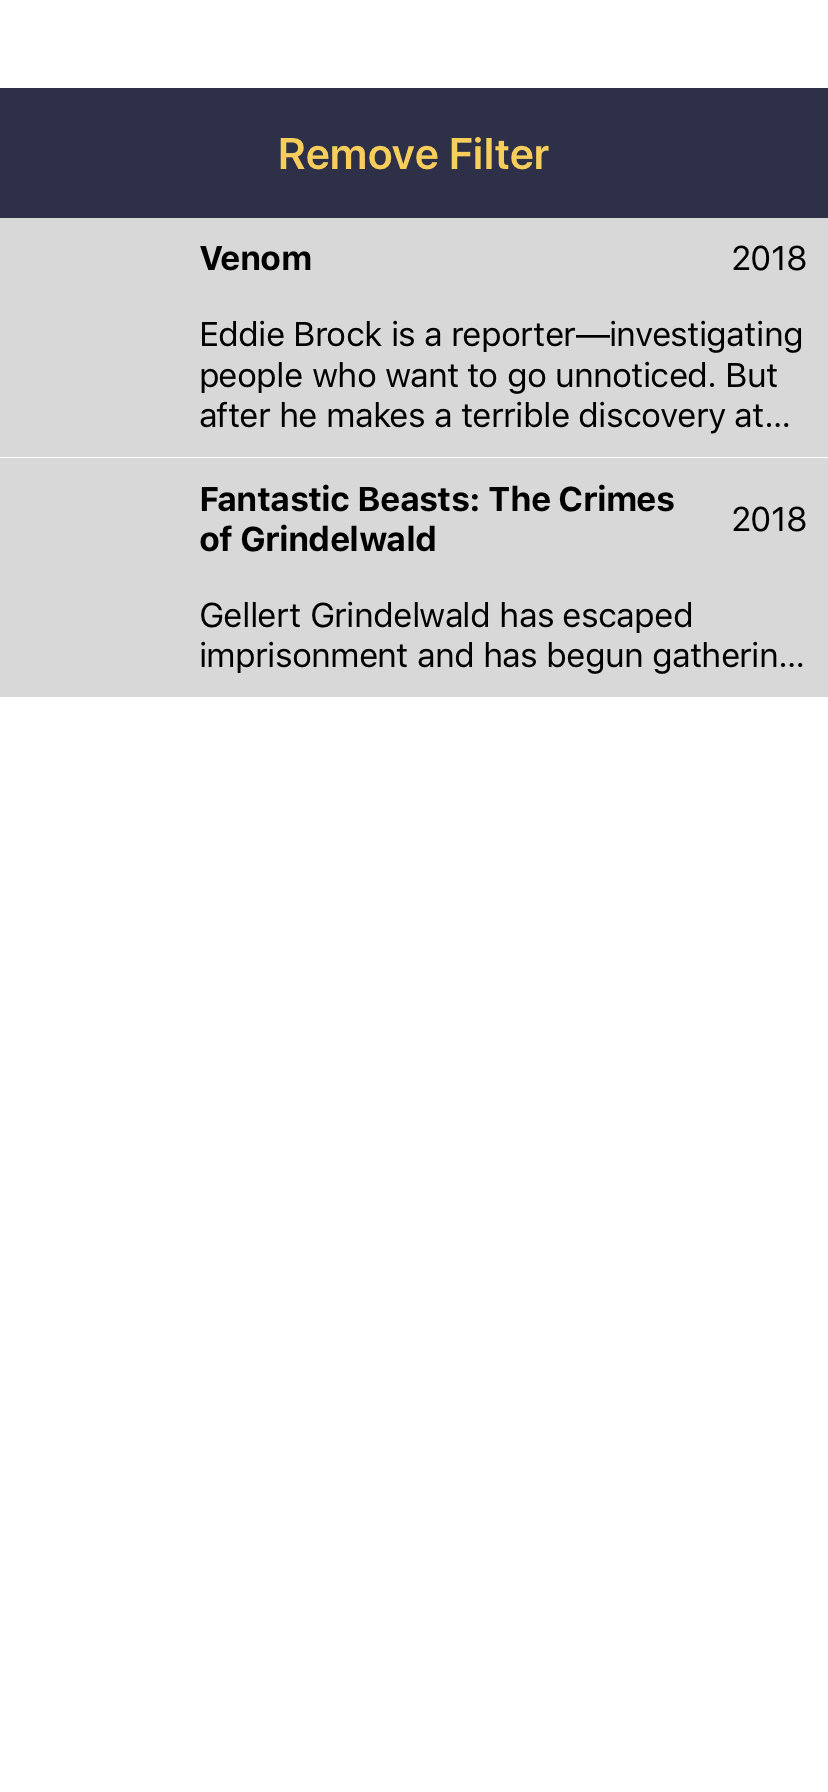 Remove Filter
Venom 2018
Eddie Brock is a reporter—investigating
people who want to go unnoticed. But
after he makes a terrible discovery at...
Fantastic Beasts: The Crimes
of Grindelwald
2018
Gellert Grindelwald has escaped
imprisonment and has begun gatherin...